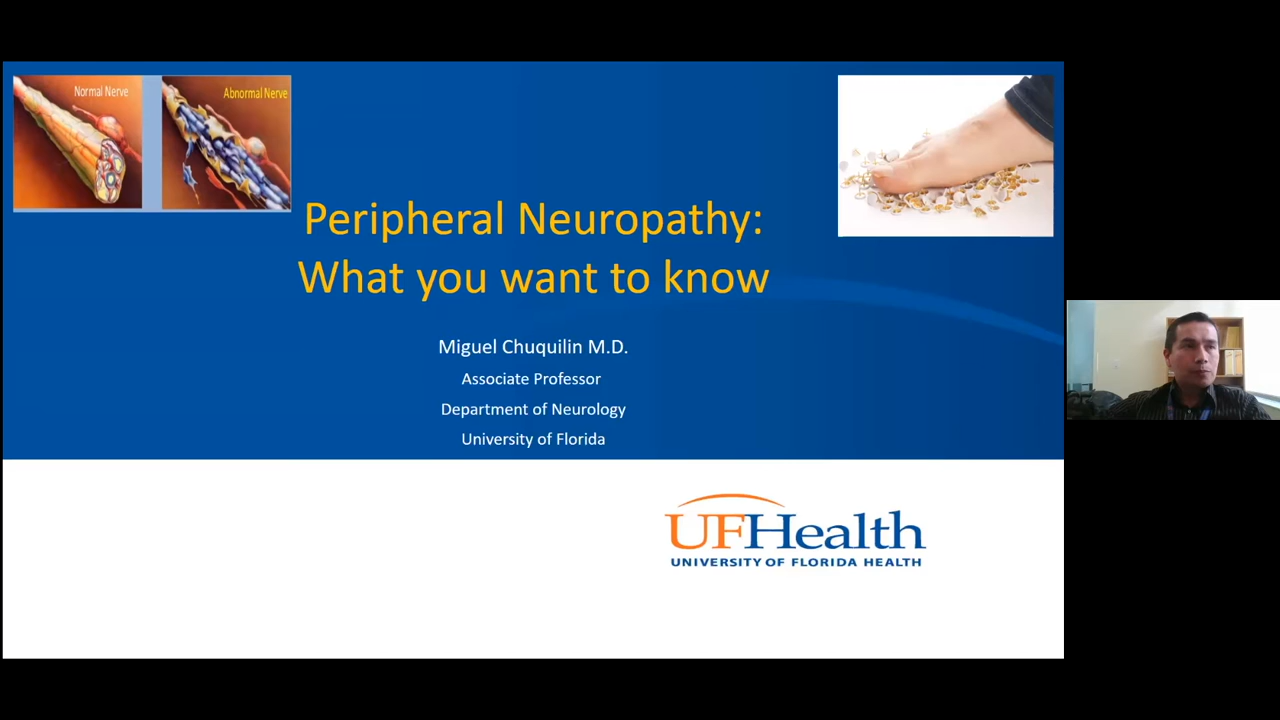 Normal Nerve
Abnormal Nerve
Peripheral Neuropathy:
What you want to know
Miguel Chuquilin M.D.
Associate Professor
Department of Neurology
University of Florida
UFHealth
UNIVERSITY OF FLORIDA HEALTH